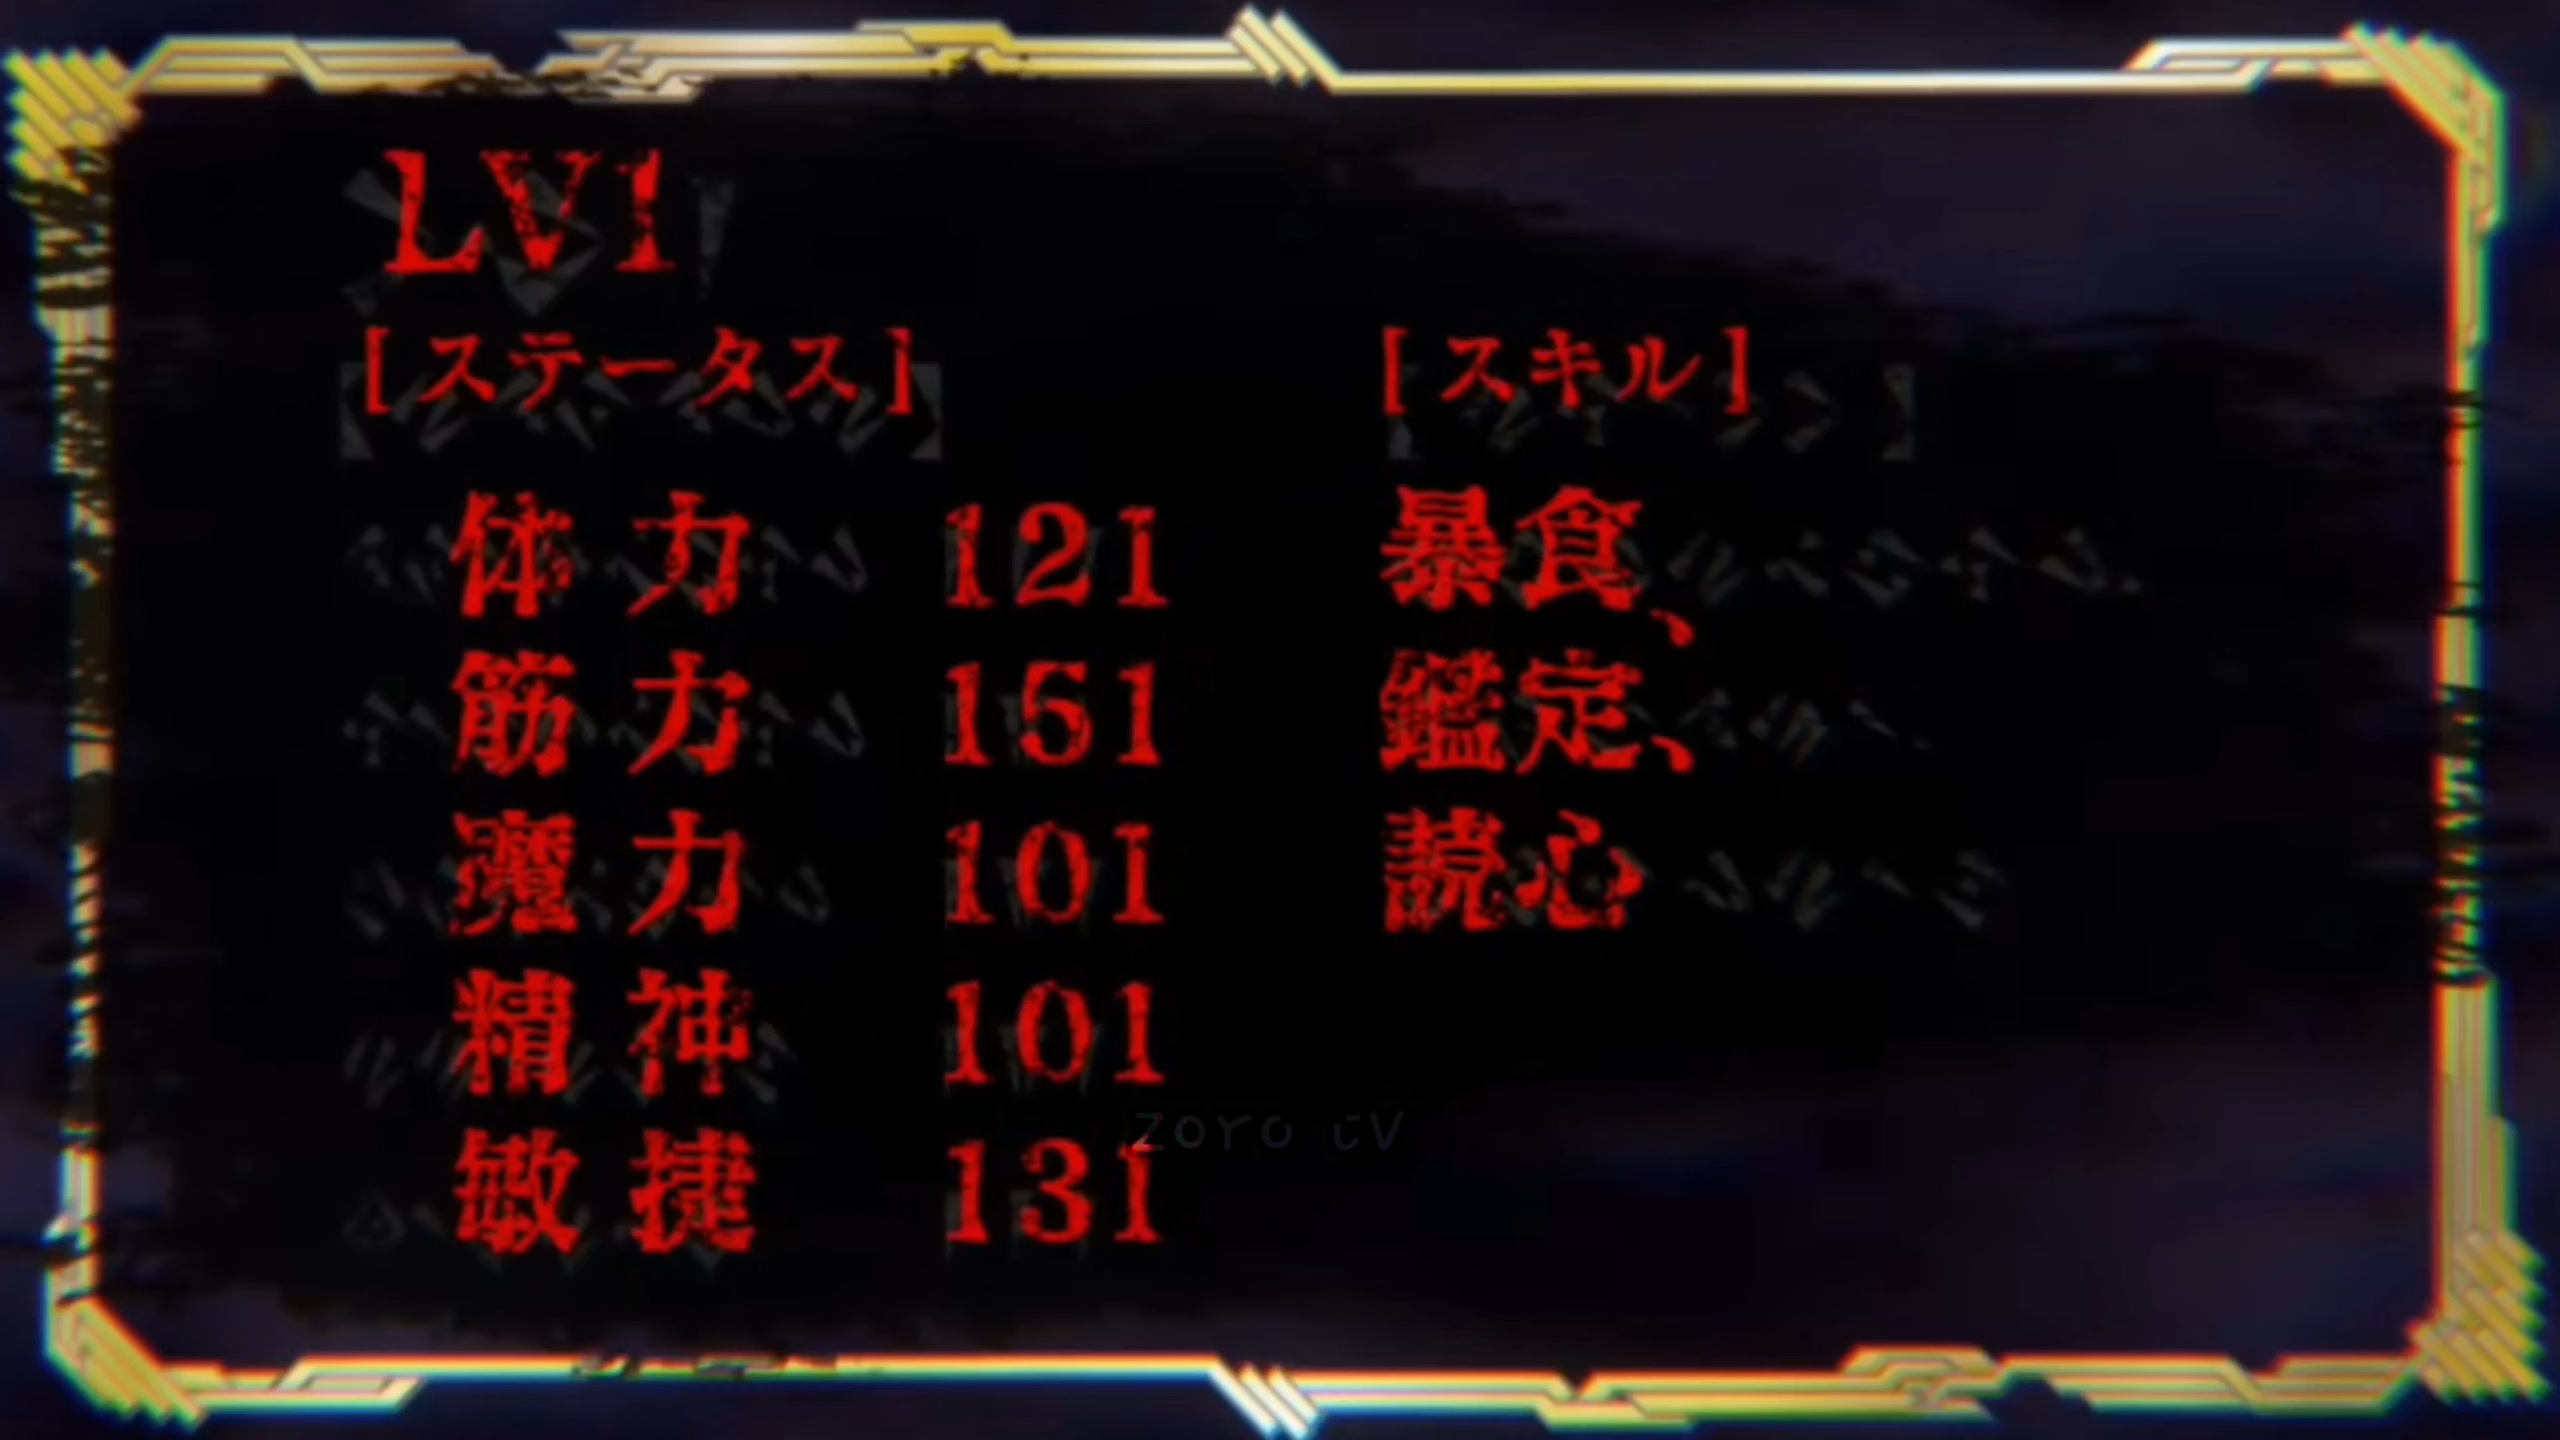 LV1
[ステータス]
体力 121
筋力 151
魔力 101
精神 101
敏捷 131
[スキル]
暴食、
鑑定、
読心
zoro tv